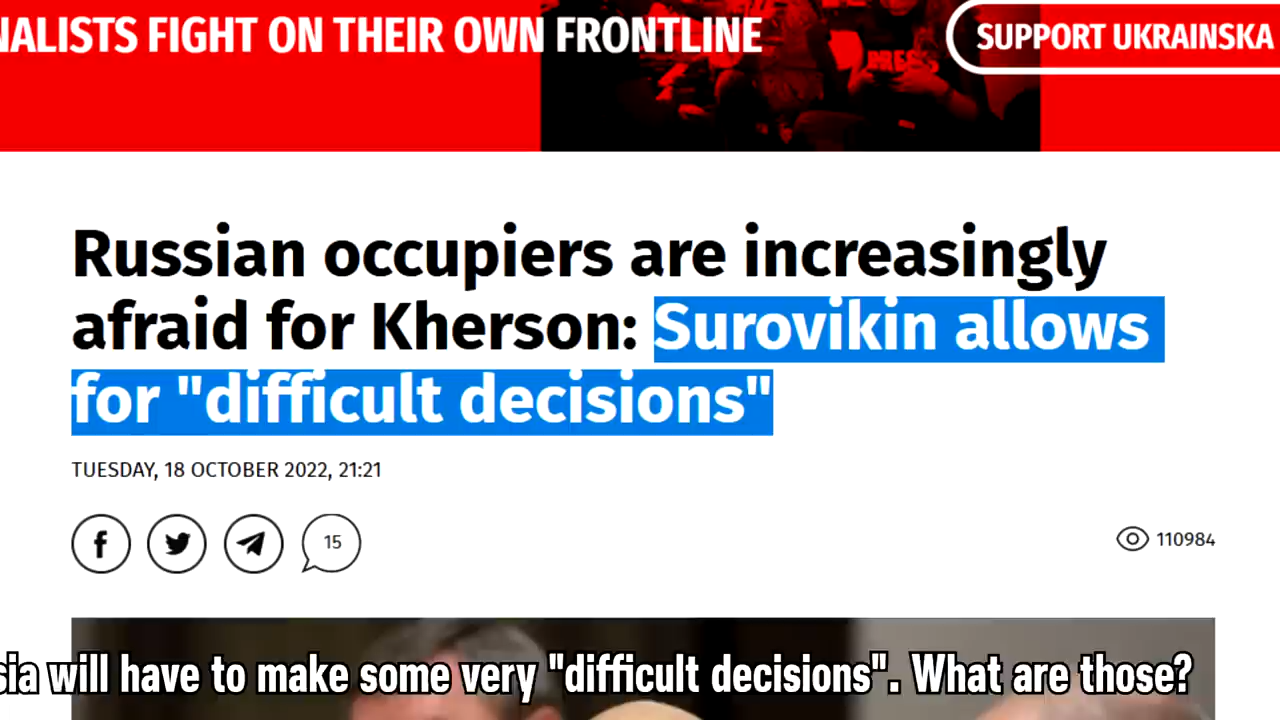 NALISTS FIGHT ON THEIR OWN FRONTLINE
SUPPORT UKRAINSKA
PRESS
Russian occupiers are increasingly
afraid for Kherson: Surovikin allows
for "difficult decisions"
TUESDAY, 18 OCTOBER 2022, 21:21
15
110984
sia will have to make some very "difficult decisions". What are those?